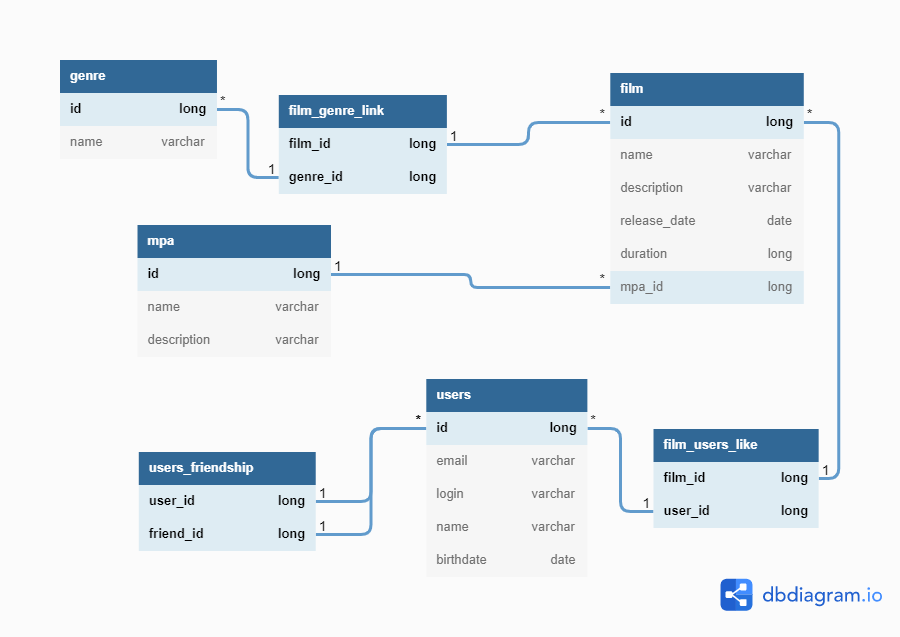 genre
id long
name varchar
*
1
film_genre_link
film_id long
genre_id long
1
*
film
id long
name varchar
description varchar
release_date date
duration long
mpa_id long
*
*
mpa
id long
name varchar
description varchar
1
users
id long
email varchar
login varchar
name varchar
birthdate date
*
*
users_friendship
user_id long
friend_id long
1
1
film_users_like
film_id long
user_id long
1
1
dbdiagram.io